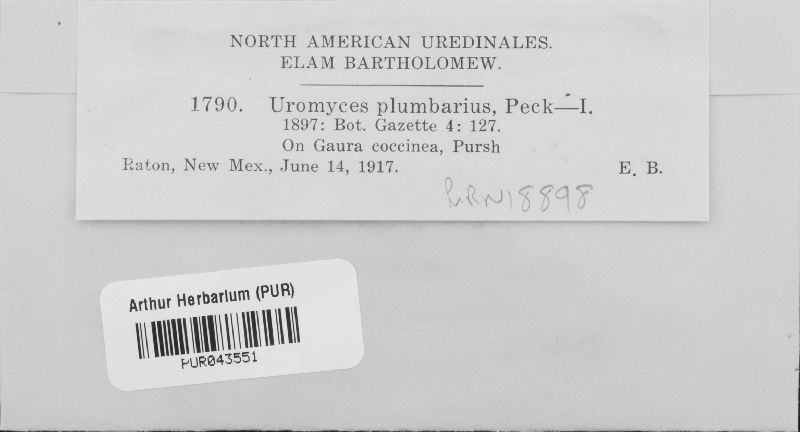 NORTH AMERICAN UREDINALES.
ELAM BARTHOLOMEW.
1790. Uromyces plumbarius, Peck—I.
1897: Bot. Gazette 4: 127.
On Gaura coccinea, Pursh
Raton, New Mex., June 14, 1917. E. B.
18898
Arthur Herbarium (PUR)
PUR043551